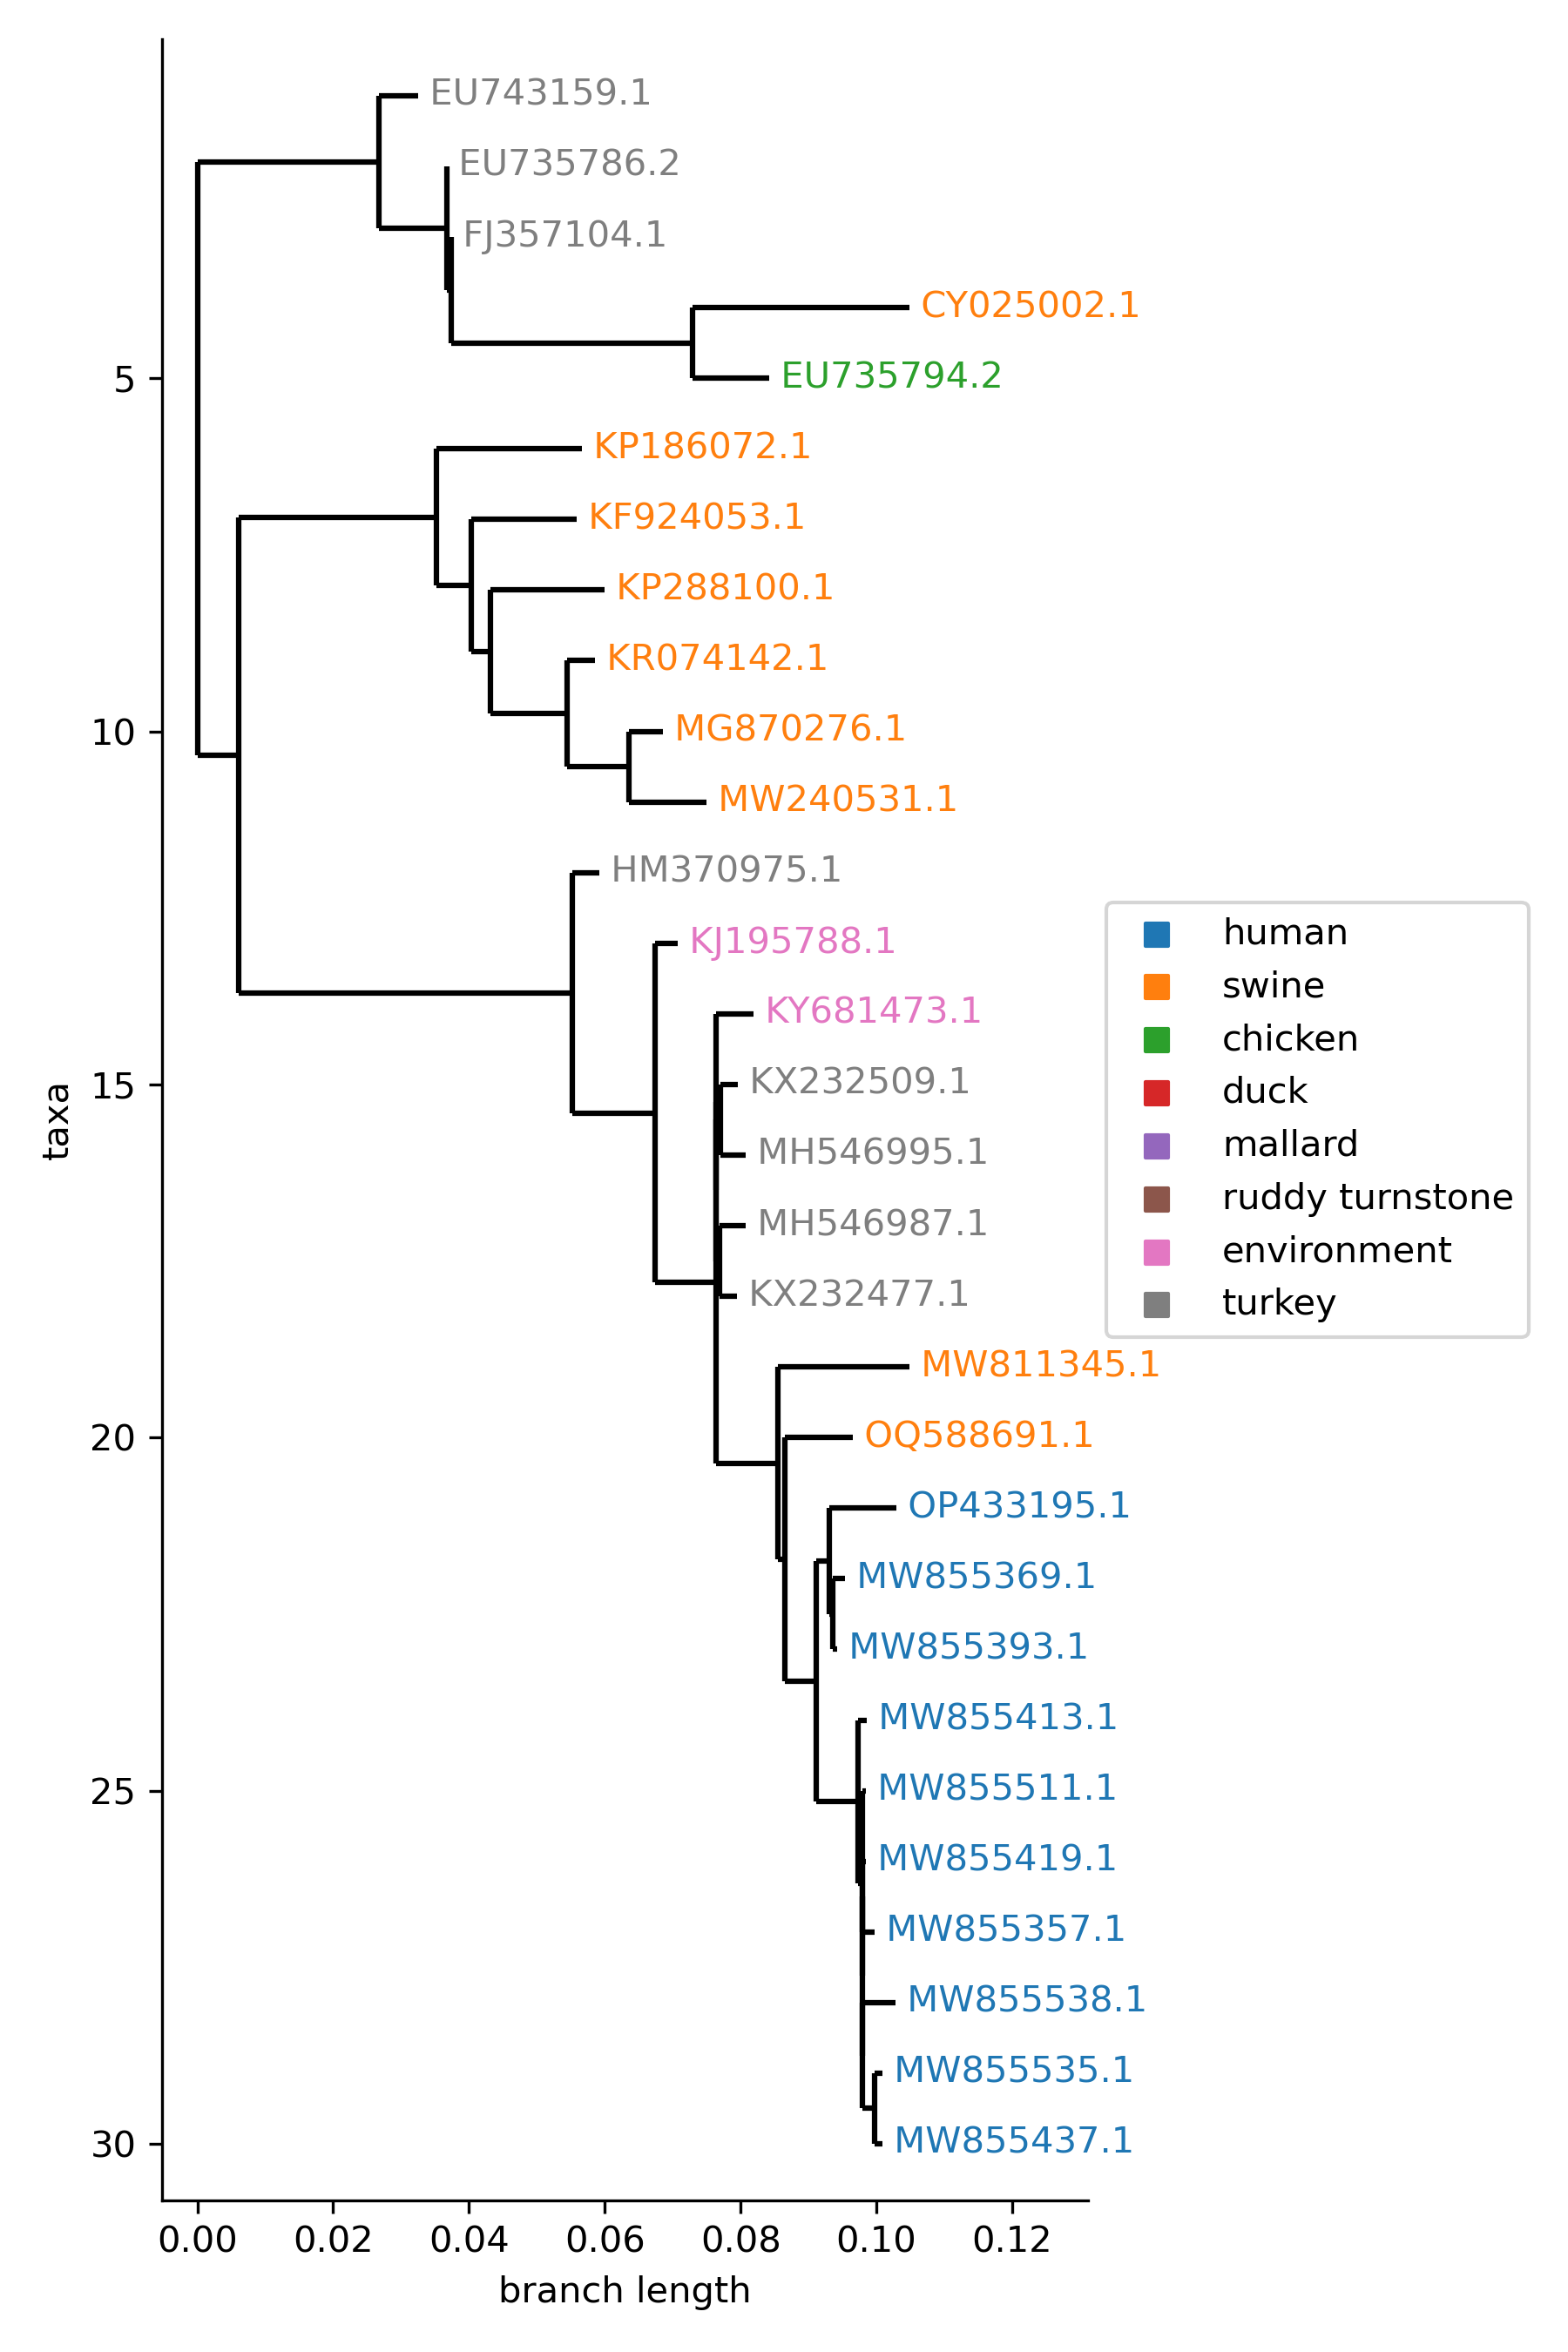 EU743159.1
EU735786.2
FJ357104.1
CY025002.1
5
EU735794.2
KP186072.1
KF924053.1
KP288100.1
KR074142.1
10
MG870276.1
MW240531.1
HM370975.1
KJ195788.1
KY681473.1
15
KX232509.1
MH546995.1
MH546987.1
KX232477.1
MW811345.1
20
OQ588691.1
OP433195.1
MW855369.1
MW855393.1
MW855413.1
25
MW855511.1
MW855419.1
MW855357.1
MW855538.1
MW855535.1
30
MW855437.1
taxa
human
swine
chicken
duck
mallard
ruddy turnstone
environment
turkey
0.00 0.02 0.04 0.06 0.08 0.10 0.12
branch length